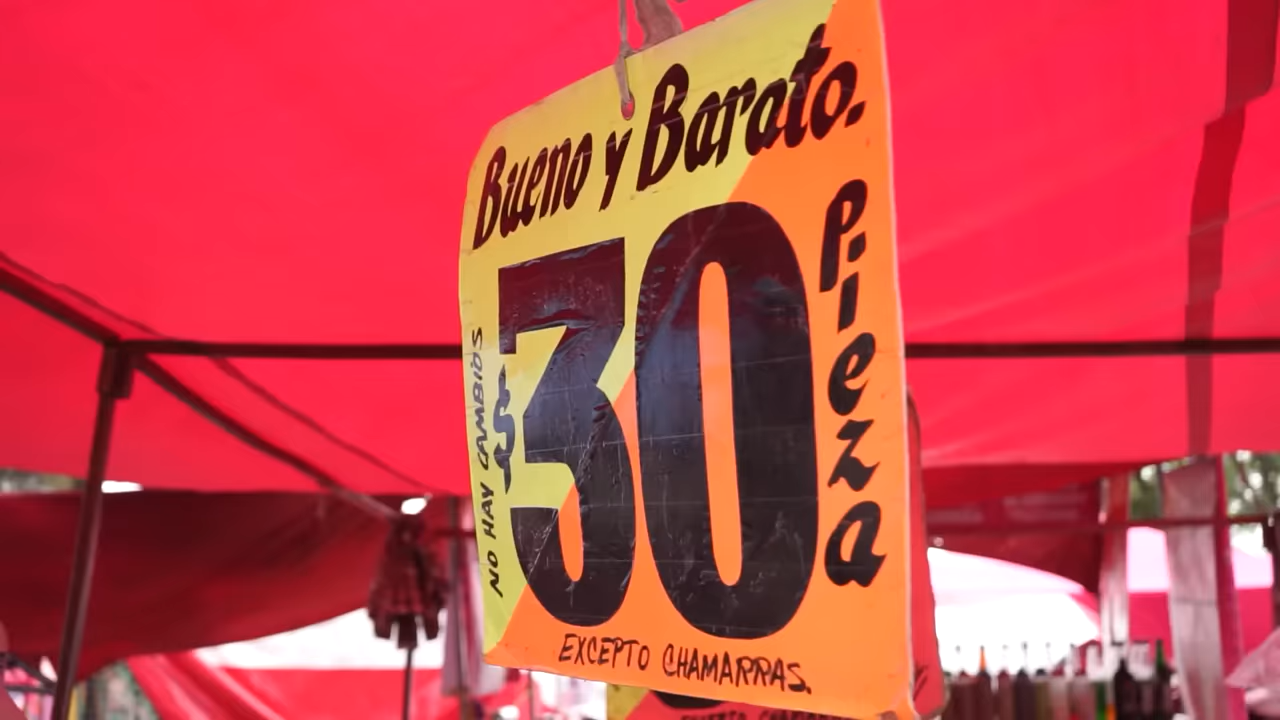 Bueno y Barato.
$30
Pieza
NO HAY CAMBIOS
EXCEPTO CHAMARRAS.